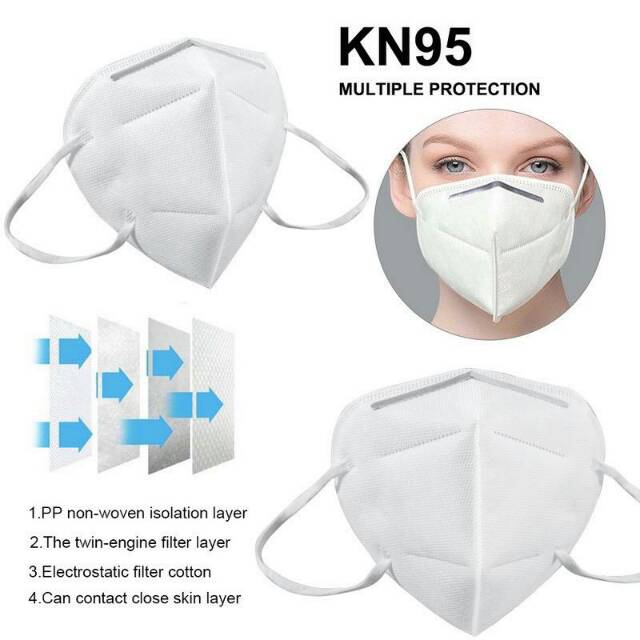 KN95
MULTIPLE PROTECTION
1.PP non-woven isolation layer
2.The twin-engine filter layer
3.Electrostatic filter cotton
4.Can contact close skin layer